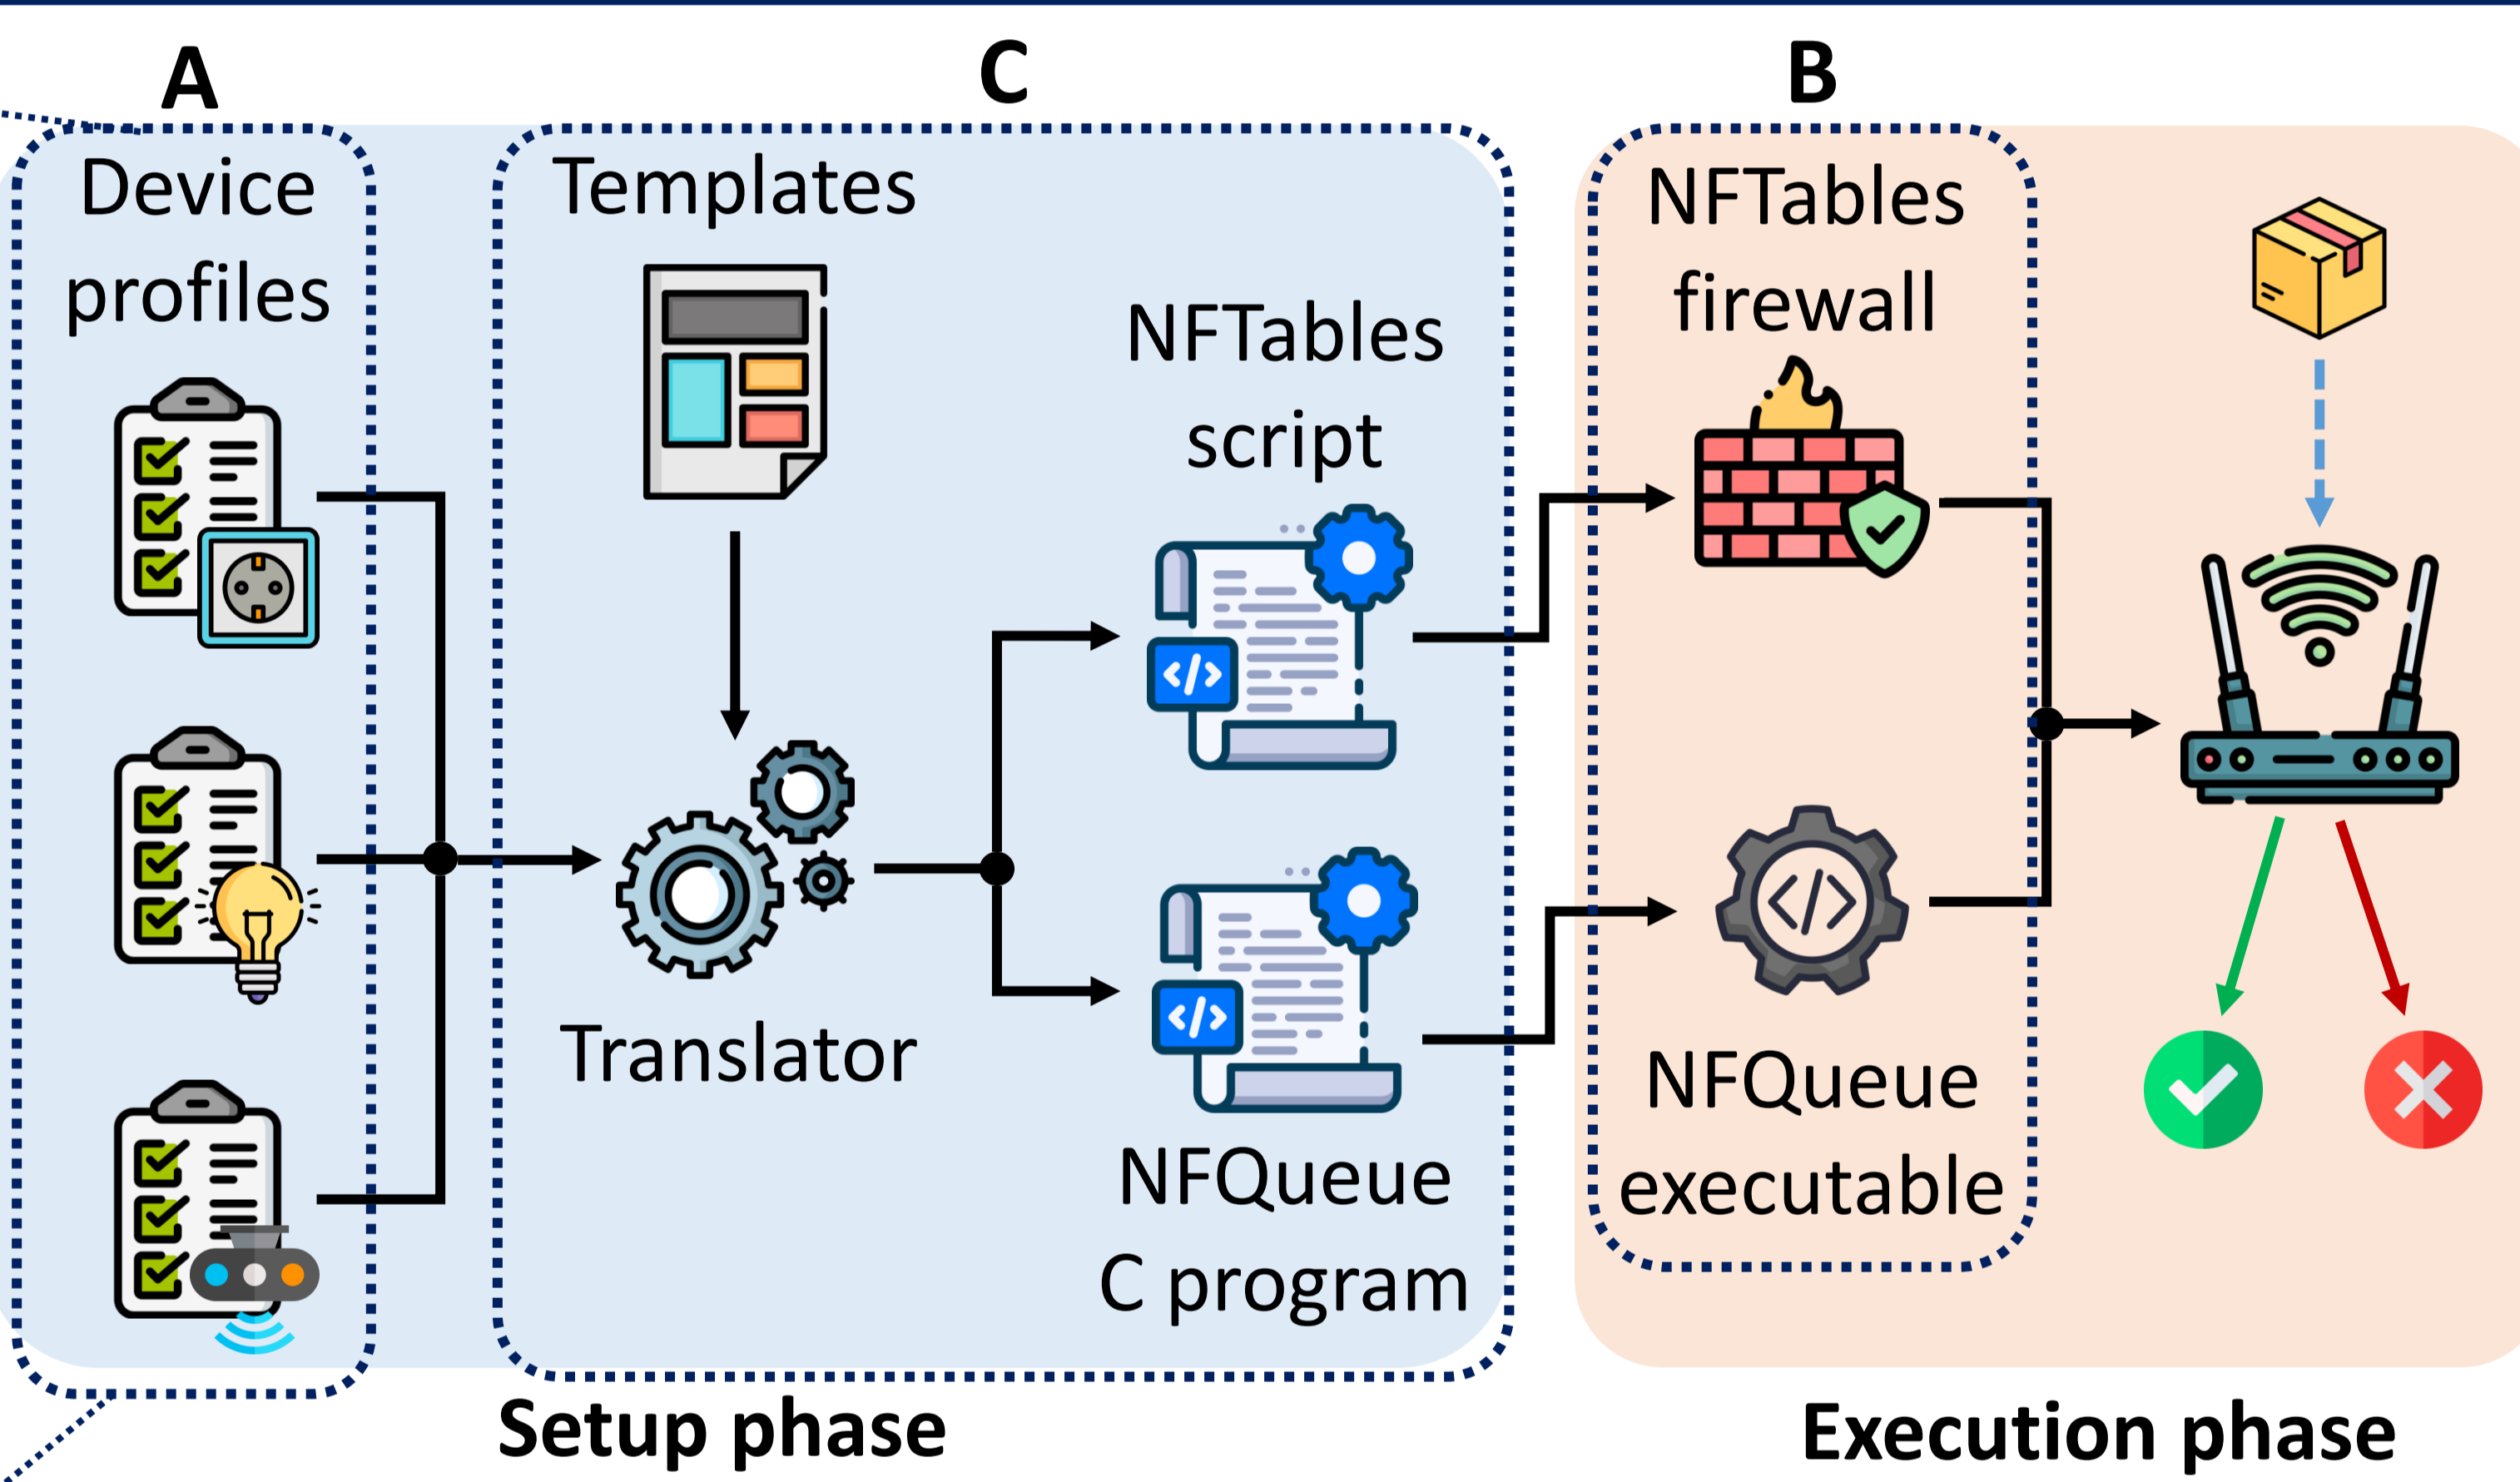 A
C
B
Device
profiles
Templates
NFTables
script
Translator
NFQueue
C program
NFTables
firewall
NFQueue
executable
Setup phase
Execution phase